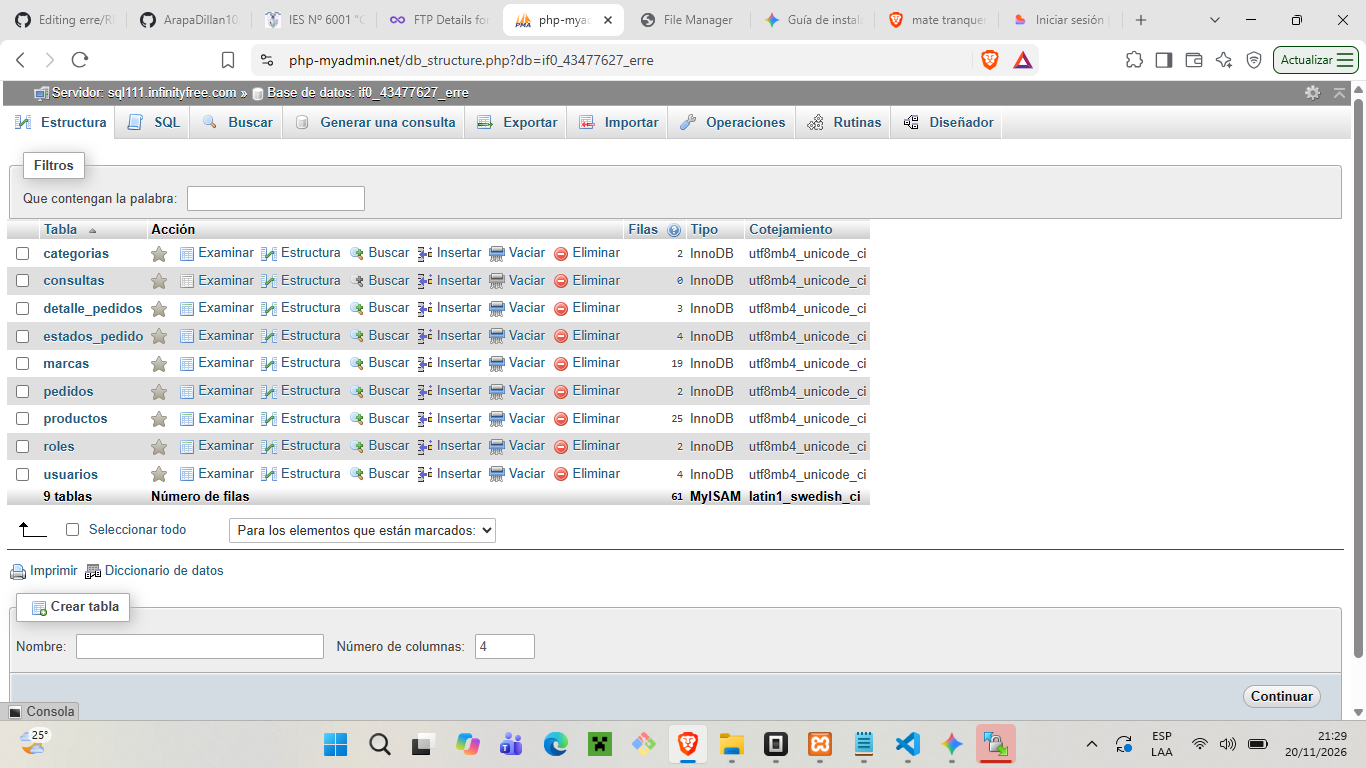 Editing erre/RE
ArapaDillan10
IES Nº 6001 "G
FTP Details for
php-myad
File Manager
Guía de instala
mate tranquer
Iniciar sesión |
php-myadmin.net/db_structure.php?db=if0_43477627_erre
Actualizar
Servidor: sql111.infinityfree.com » Base de datos: if0_43477627_erre
Estructura SQL Buscar Generar una consulta Exportar Importar Operaciones Rutinas Diseñador
Filtros
Que contengan la palabra:
Tabla Acción Filas Tipo Cotejamiento
categorias Examinar Estructura Buscar Insertar Vaciar Eliminar 2 InnoDB utf8mb4_unicode_ci
consultas Examinar Estructura Buscar Insertar Vaciar Eliminar 0 InnoDB utf8mb4_unicode_ci
detalle_pedidos Examinar Estructura Buscar Insertar Vaciar Eliminar 3 InnoDB utf8mb4_unicode_ci
estados_pedido Examinar Estructura Buscar Insertar Vaciar Eliminar 4 InnoDB utf8mb4_unicode_ci
marcas Examinar Estructura Buscar Insertar Vaciar Eliminar 19 InnoDB utf8mb4_unicode_ci
pedidos Examinar Estructura Buscar Insertar Vaciar Eliminar 2 InnoDB utf8mb4_unicode_ci
productos Examinar Estructura Buscar Insertar Vaciar Eliminar 25 InnoDB utf8mb4_unicode_ci
roles Examinar Estructura Buscar Insertar Vaciar Eliminar 2 InnoDB utf8mb4_unicode_ci
usuarios Examinar Estructura Buscar Insertar Vaciar Eliminar 4 InnoDB utf8mb4_unicode_ci
9 tablas Número de filas 61 MyISAM latin1_swedish_ci
Seleccionar todo Para los elementos que están marcados:
Imprimir Diccionario de datos
Crear tabla
Nombre: Número de columnas: 4
Continuar
Consola
25°
ESP
LAA
21:29
20/11/2026